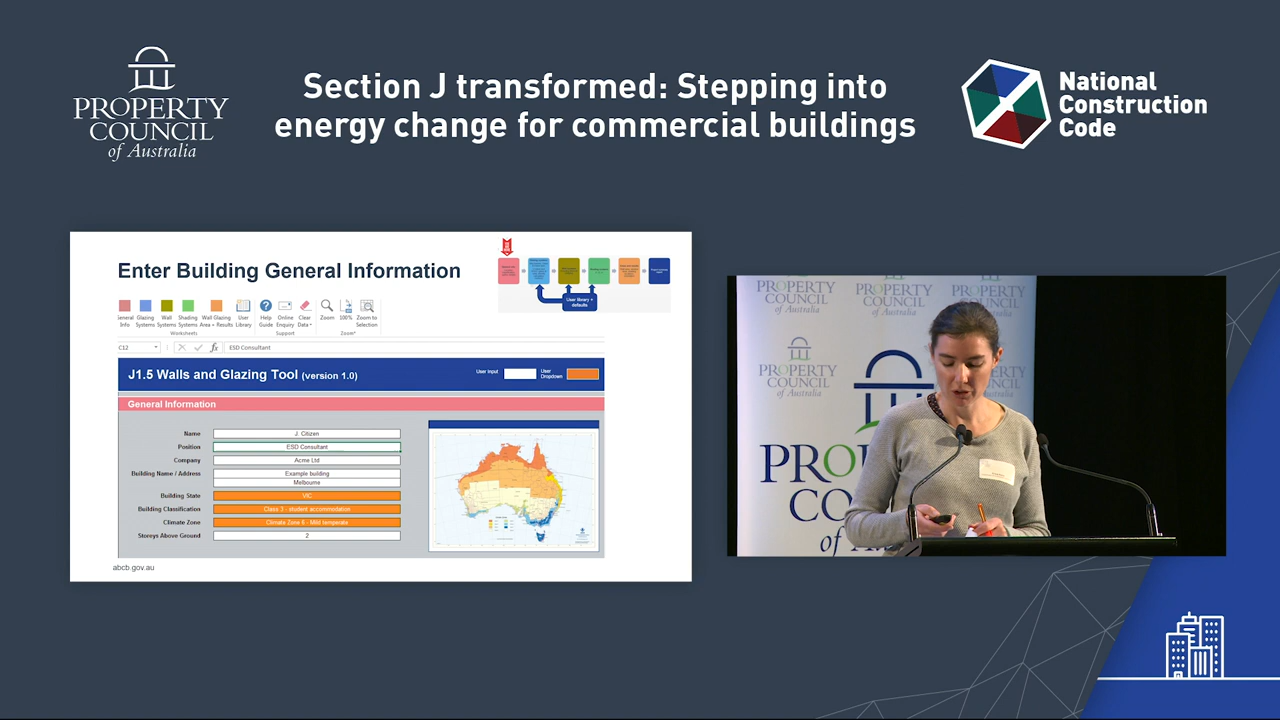 PROPERTY
COUNCIL
of Australia
Section J transformed: Stepping into
energy change for commercial buildings
National
Construction
Code
Enter Building General Information
User library +
defaults
General
Info
Glazing
Systems
Wall
Systems
Shading
Systems
Wall Glazing
Area + Results
User
Library
Help
Guide
Online
Enquiry
Clear
Data
Zoom
100%
Zoom to
Selection
Worksheets
Support
Zoom
C12
fx
ESD Consultant
J1.5 Walls and Glazing Tool (version 1.0)
User Input
User
Dropdown
General Information
Name
J. Citizen
Position
ESD Consultant
Company
Acme Ltd
Building Name / Address
Example building
Melbourne
Building State
VIC
Building Classification
Class 3 - student accommodation
Climate Zone
Climate Zone 6 - Mild temperate
Storeys Above Ground
2
abcb.gov.au
PROPERTY
COUNCIL
of Australia
PROPERTY
COUNCIL
of Australia
PROPERTY
COUNCIL
of Australia
PROPERTY
COUNCIL
of Australia
PRO
CO
of A